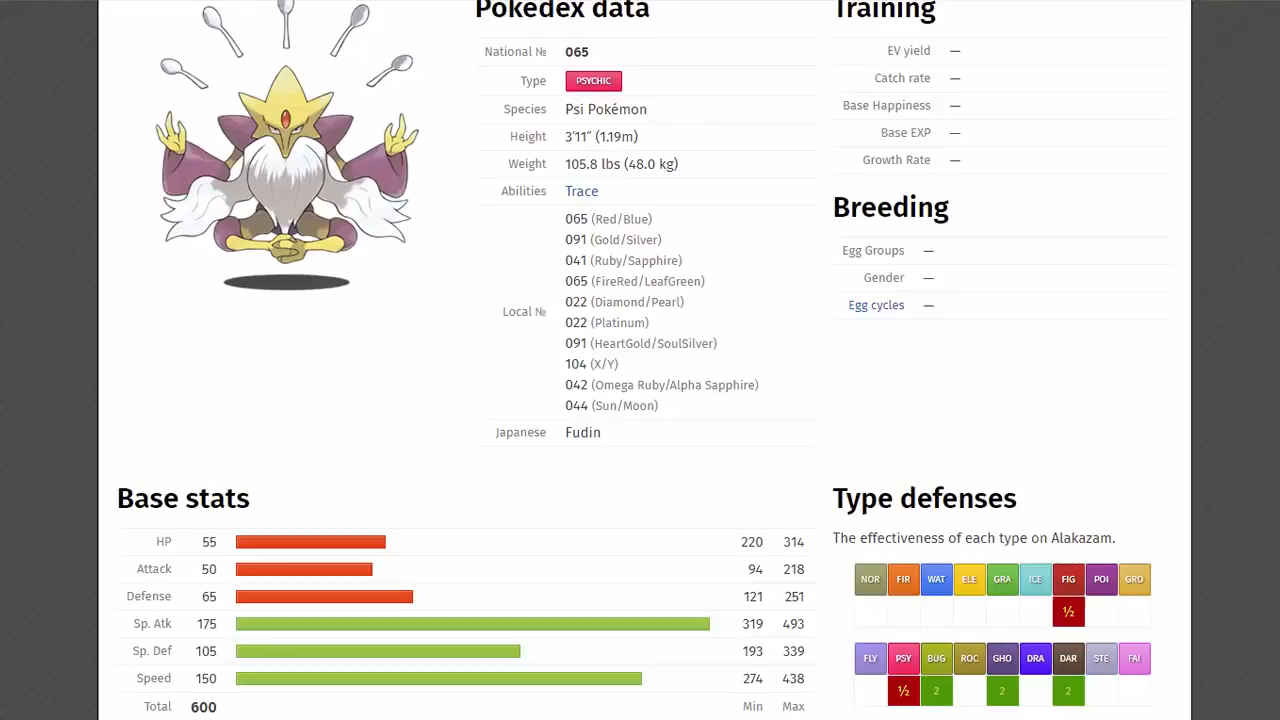 Pokédex data
National № 065
Type PSYCHIC
Species Psi Pokémon
Height 3'11" (1.19m)
Weight 105.8 lbs (48.0 kg)
Abilities Trace
Local №
065 (Red/Blue)
091 (Gold/Silver)
041 (Ruby/Sapphire)
065 (FireRed/LeafGreen)
022 (Diamond/Pearl)
022 (Platinum)
091 (HeartGold/SoulSilver)
104 (X/Y)
042 (Omega Ruby/Alpha Sapphire)
044 (Sun/Moon)
Japanese Fudin
Training
EV yield —
Catch rate —
Base Happiness —
Base EXP —
Growth Rate —
Breeding
Egg Groups —
Gender —
Egg cycles —
Base stats
HP 55 220 314
Attack 50 94 218
Defense 65 121 251
Sp. Atk 175 319 493
Sp. Def 105 193 339
Speed 150 274 438
Total 600 Min Max
Type defenses
The effectiveness of each type on Alakazam.
NOR FIR WAT ELE GRA ICE FIG POI GRO
½
FLY PSY BUG ROC GHO DRA DAR STE FAI
½ 2 2 2